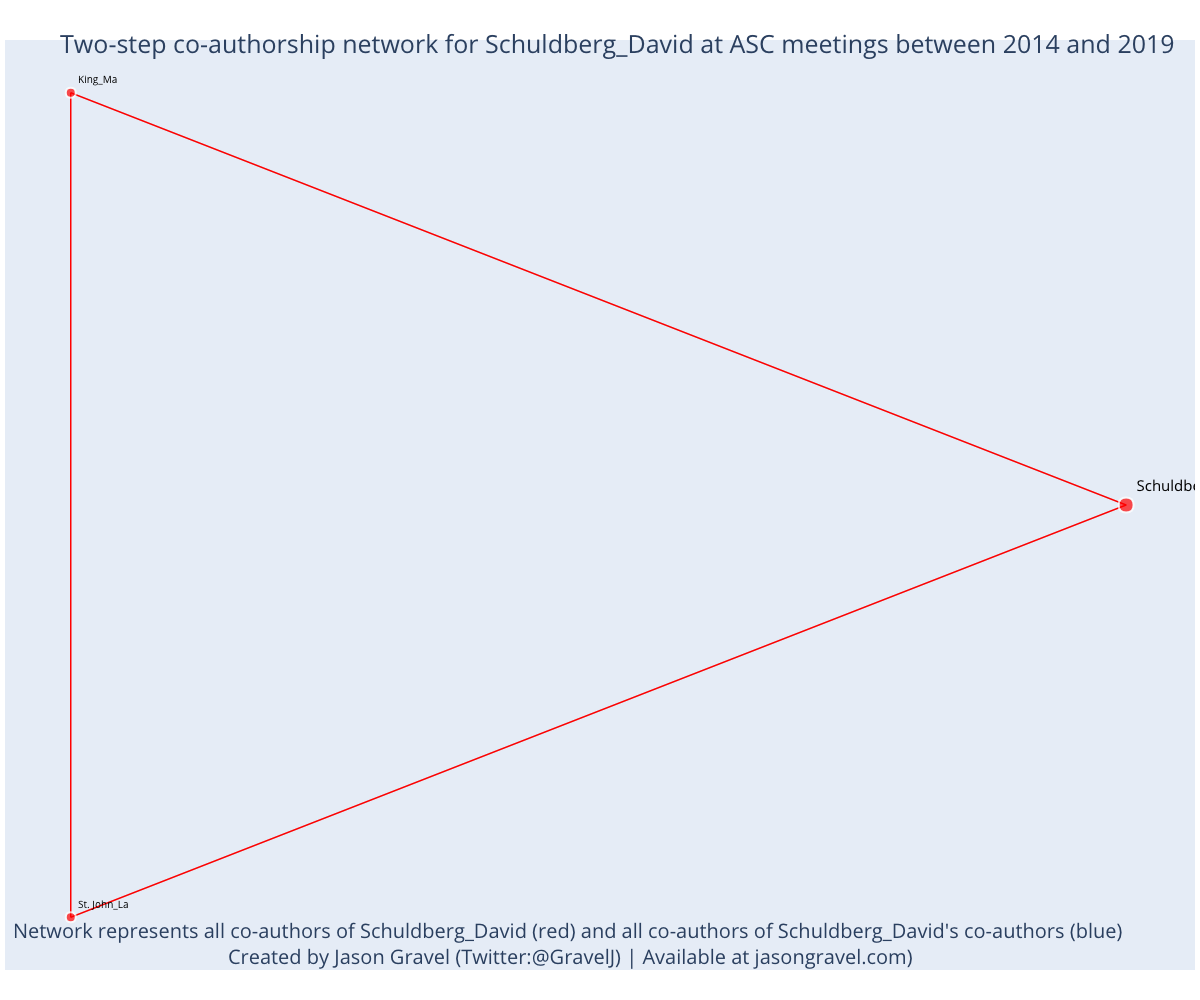 Two-step co-authorship network for Schuldberg_David at ASC meetings between 2014 and 2019
King_Ma
Schuldbe
St. John_La
Network represents all co-authors of Schuldberg_David (red) and all co-authors of Schuldberg_David's co-authors (blue)
Created by Jason Gravel (Twitter:@GravelJ) | Available at jasongravel.com)